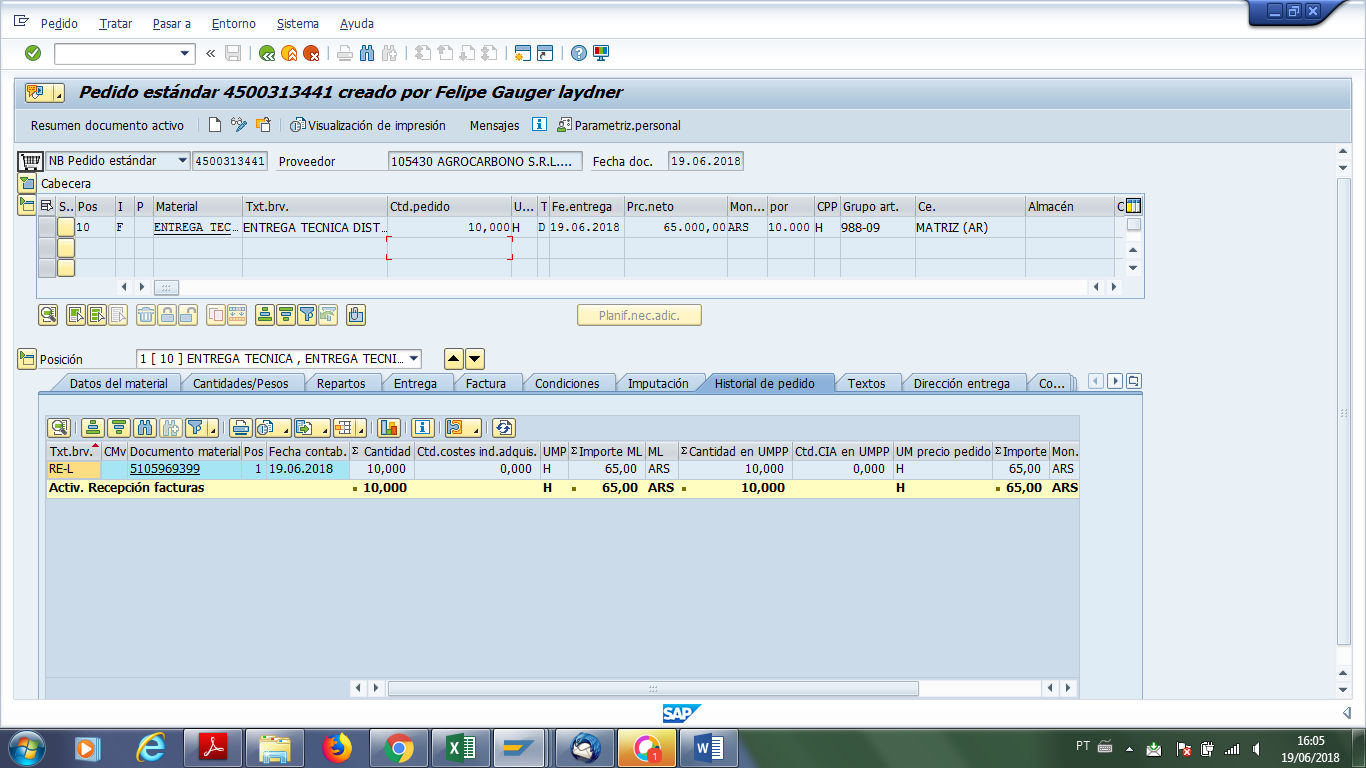 Pedido Tratar Pasar a Entorno Sistema Ayuda
Pedido estándar 4500313441 creado por Felipe Gauger laydner
Resumen documento activo Visualización de impresión Mensajes Parametriz.personal
NB Pedido estándar 4500313441 Proveedor 105430 AGROCARBONO S.R.L.... Fecha doc. 19.06.2018
Cabecera
S.. Pos I P Material Txt.brv. Ctd.pedido U... T Fe.entrega Prc.neto Mon... por CPP Grupo art. Ce. Almacén C
10 F ENTREGA TEC... ENTREGA TECNICA DIST... 10,000 H D 19.06.2018 65.000,00 ARS 10.000 H 988-09 MATRIZ (AR)
Planif.nec.adic.
Posición 1 [ 10 ] ENTREGA TECNICA , ENTREGA TECNI...
Datos del material Cantidades/Pesos Repartos Entrega Factura Condiciones Imputación Historial de pedido Textos Dirección entrega Co...
Txt.brv. CMv Documento material Pos Fecha contab. Σ Cantidad Ctd.costes ind.adquis. UMP Σ Importe ML ML Σ Cantidad en UMPP Ctd.CIA en UMPP UM precio pedido Σ Importe Mon.
RE-L 5105969399 1 19.06.2018 10,000 0,000 H 65,00 ARS 10,000 0,000 H 65,00 ARS
Activ. Recepción facturas 10,000 H 65,00 ARS 10,000 H 65,00 ARS
SAP
PT 16:05
19/06/2018